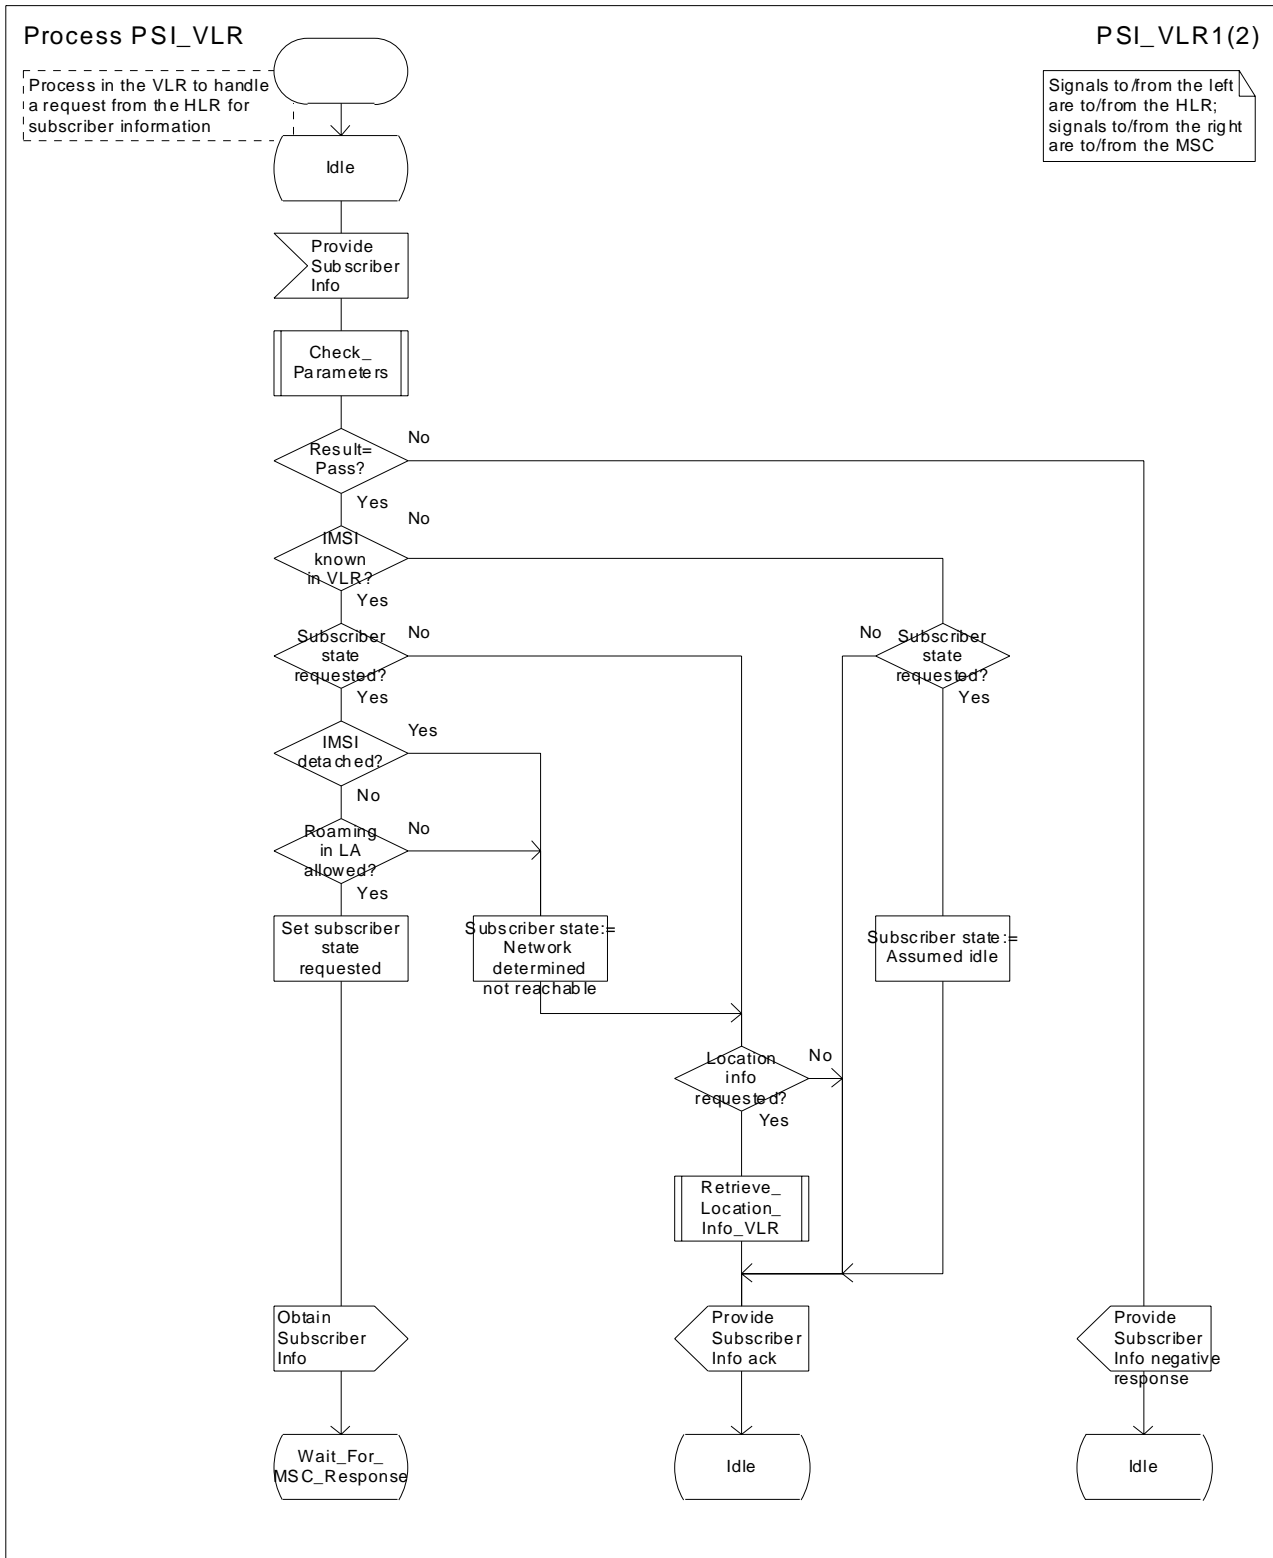 Process PSI_VLR
PSI_VLR1(2)
Process in the VLR to handle
a request from the HLR for
subscriber information
Signals to/from the left
are to/from the HLR;
signals to/from the right
are to/from the MSC
Idle
Provide
Subscriber
Info
Check_
Parameters
Result=
Pass?
No
Yes
IMSI
known
in VLR?
No
Yes
Subscriber
state
requested?
No
Yes
No
Subscriber
state
requested?
Yes
IMSI
detached?
Yes
No
Roaming
in LA
allowed?
No
Yes
Set subscriber
state
requested
Subscriber state:=
Network
determined
not reachable
Subscriber state:=
Assumed idle
Location
info
requested?
No
Yes
Retrieve_
Location_
Info_VLR
Obtain
Subscriber
Info
Provide
Subscriber
Info ack
Provide
Subscriber
Info negative
response
Wait_For_
MSC_Response
Idle
Idle